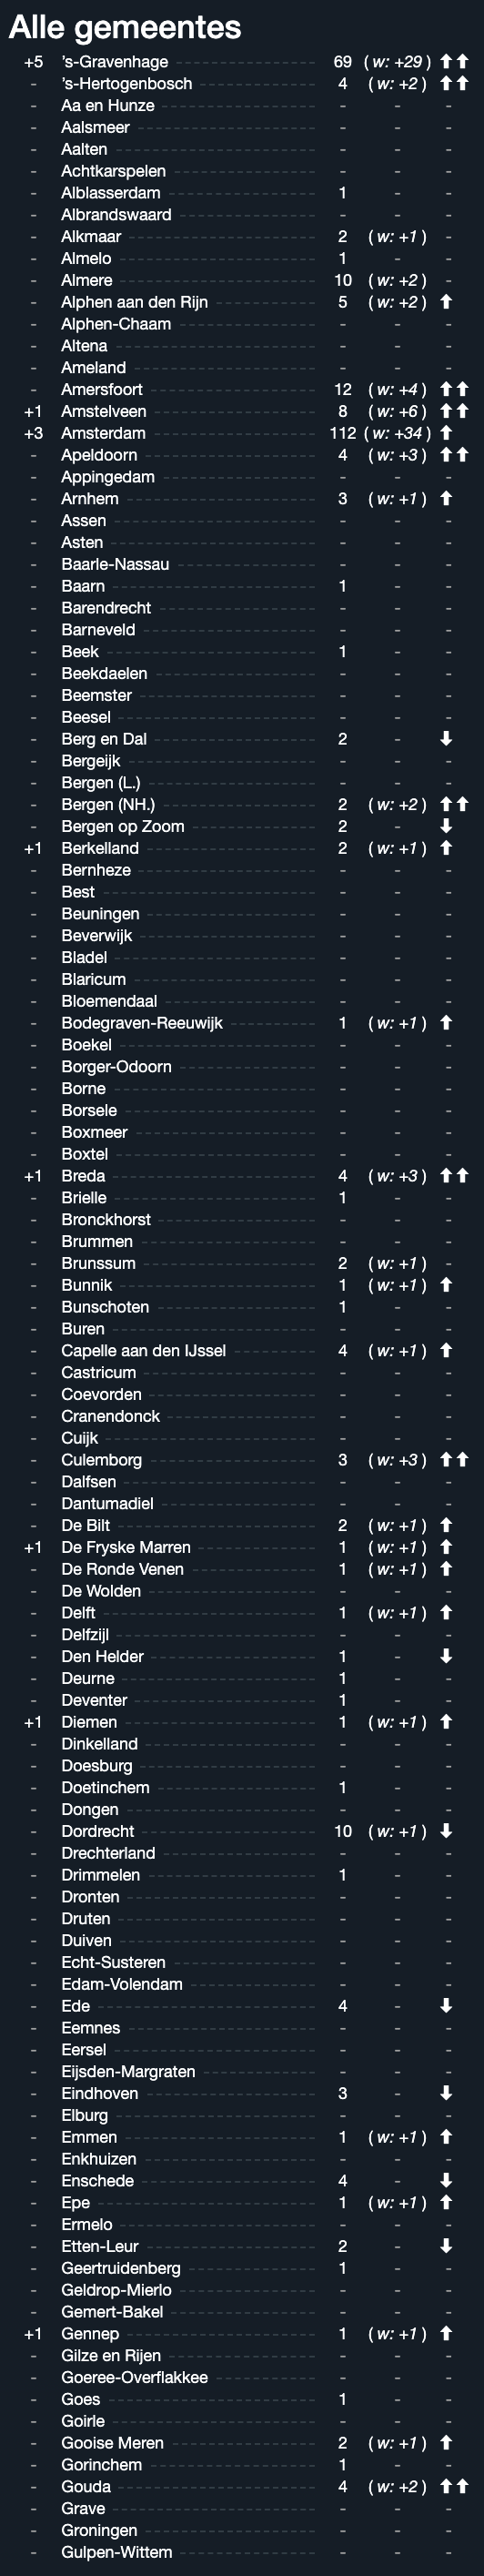 Alle gemeentes
+5 's-Gravenhage 69 ( w: +29 ) ⬆⬆
- 's-Hertogenbosch 4 ( w: +2 ) ⬆⬆
- Aa en Hunze - - -
- Aalsmeer - - -
- Aalten - - -
- Achtkarspelen - - -
- Alblasserdam 1 - -
- Albrandswaard - - -
- Alkmaar 2 ( w: +1 ) -
- Almelo 1 - -
- Almere 10 ( w: +2 ) -
- Alphen aan den Rijn 5 ( w: +2 ) ⬆
- Alphen-Chaam - - -
- Altena - - -
- Ameland - - -
- Amersfoort 12 ( w: +4 ) ⬆⬆
+1 Amstelveen 8 ( w: +6 ) ⬆⬆
+3 Amsterdam 112 ( w: +34 ) ⬆
- Apeldoorn 4 ( w: +3 ) ⬆⬆
- Appingedam - - -
- Arnhem 3 ( w: +1 ) ⬆
- Assen - - -
- Asten - - -
- Baarle-Nassau - - -
- Baarn 1 - -
- Barendrecht - - -
- Barneveld - - -
- Beek 1 - -
- Beekdaelen - - -
- Beemster - - -
- Beesel - - -
- Berg en Dal 2 - ⬇
- Bergeijk - - -
- Bergen (L.) - - -
- Bergen (NH.) 2 ( w: +2 ) ⬆⬆
- Bergen op Zoom 2 - ⬇
+1 Berkelland 2 ( w: +1 ) ⬆
- Bernheze - - -
- Best - - -
- Beuningen - - -
- Beverwijk - - -
- Bladel - - -
- Blaricum - - -
- Bloemendaal - - -
- Bodegraven-Reeuwijk 1 ( w: +1 ) ⬆
- Boekel - - -
- Borger-Odoorn - - -
- Borne - - -
- Borsele - - -
- Boxmeer - - -
- Boxtel - - -
+1 Breda 4 ( w: +3 ) ⬆⬆
- Brielle 1 - -
- Bronckhorst - - -
- Brummen - - -
- Brunssum 2 ( w: +1 ) -
- Bunnik 1 ( w: +1 ) ⬆
- Bunschoten 1 - -
- Buren - - -
- Capelle aan den IJssel 4 ( w: +1 ) ⬆
- Castricum - - -
- Coevorden - - -
- Cranendonck - - -
- Cuijk - - -
- Culemborg 3 ( w: +3 ) ⬆⬆
- Dalfsen - - -
- Dantumadiel - - -
- De Bilt 2 ( w: +1 ) ⬆
+1 De Fryske Marren 1 ( w: +1 ) ⬆
- De Ronde Venen 1 ( w: +1 ) ⬆
- De Wolden - - -
- Delft 1 ( w: +1 ) ⬆
- Delfzijl - - -
- Den Helder 1 - ⬇
- Deurne 1 - -
- Deventer 1 - -
+1 Diemen 1 ( w: +1 ) ⬆
- Dinkelland - - -
- Doesburg - - -
- Doetinchem 1 - -
- Dongen - - -
- Dordrecht 10 ( w: +1 ) ⬇
- Drechterland - - -
- Drimmelen 1 - -
- Dronten - - -
- Druten - - -
- Duiven - - -
- Echt-Susteren - - -
- Edam-Volendam - - -
- Ede 4 - ⬇
- Eemnes - - -
- Eersel - - -
- Eijsden-Margraten - - -
- Eindhoven 3 - ⬇
- Elburg - - -
- Emmen 1 ( w: +1 ) ⬆
- Enkhuizen - - -
- Enschede 4 - ⬇
- Epe 1 ( w: +1 ) ⬆
- Ermelo - - -
- Etten-Leur 2 - ⬇
- Geertruidenberg 1 - -
- Geldrop-Mierlo - - -
- Gemert-Bakel - - -
+1 Gennep 1 ( w: +1 ) ⬆
- Gilze en Rijen - - -
- Goeree-Overflakkee - - -
- Goes 1 - -
- Goirle - - -
- Gooise Meren 2 ( w: +1 ) ⬆
- Gorinchem 1 - -
- Gouda 4 ( w: +2 ) ⬆⬆
- Grave - - -
- Groningen - - -
- Gulpen-Wittem - - -